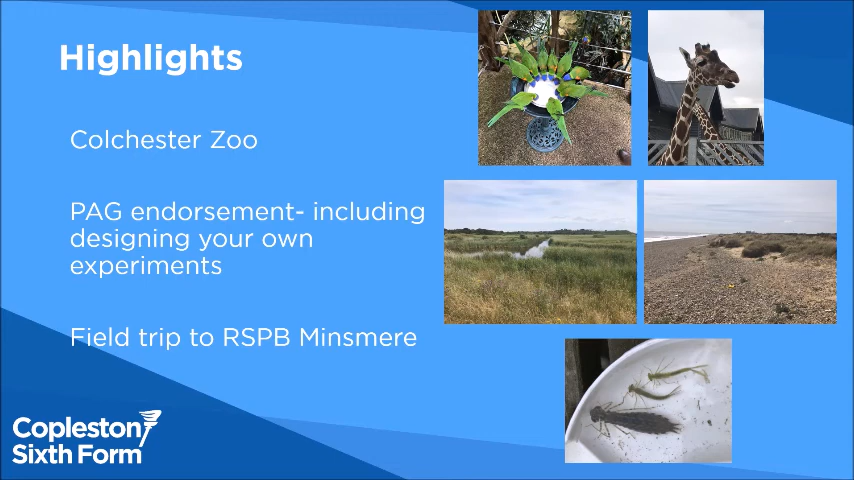 Highlights
Colchester Zoo
PAG endorsement- including
designing your own
experiments
Field trip to RSPB Minsmere
Copleston
Sixth Form